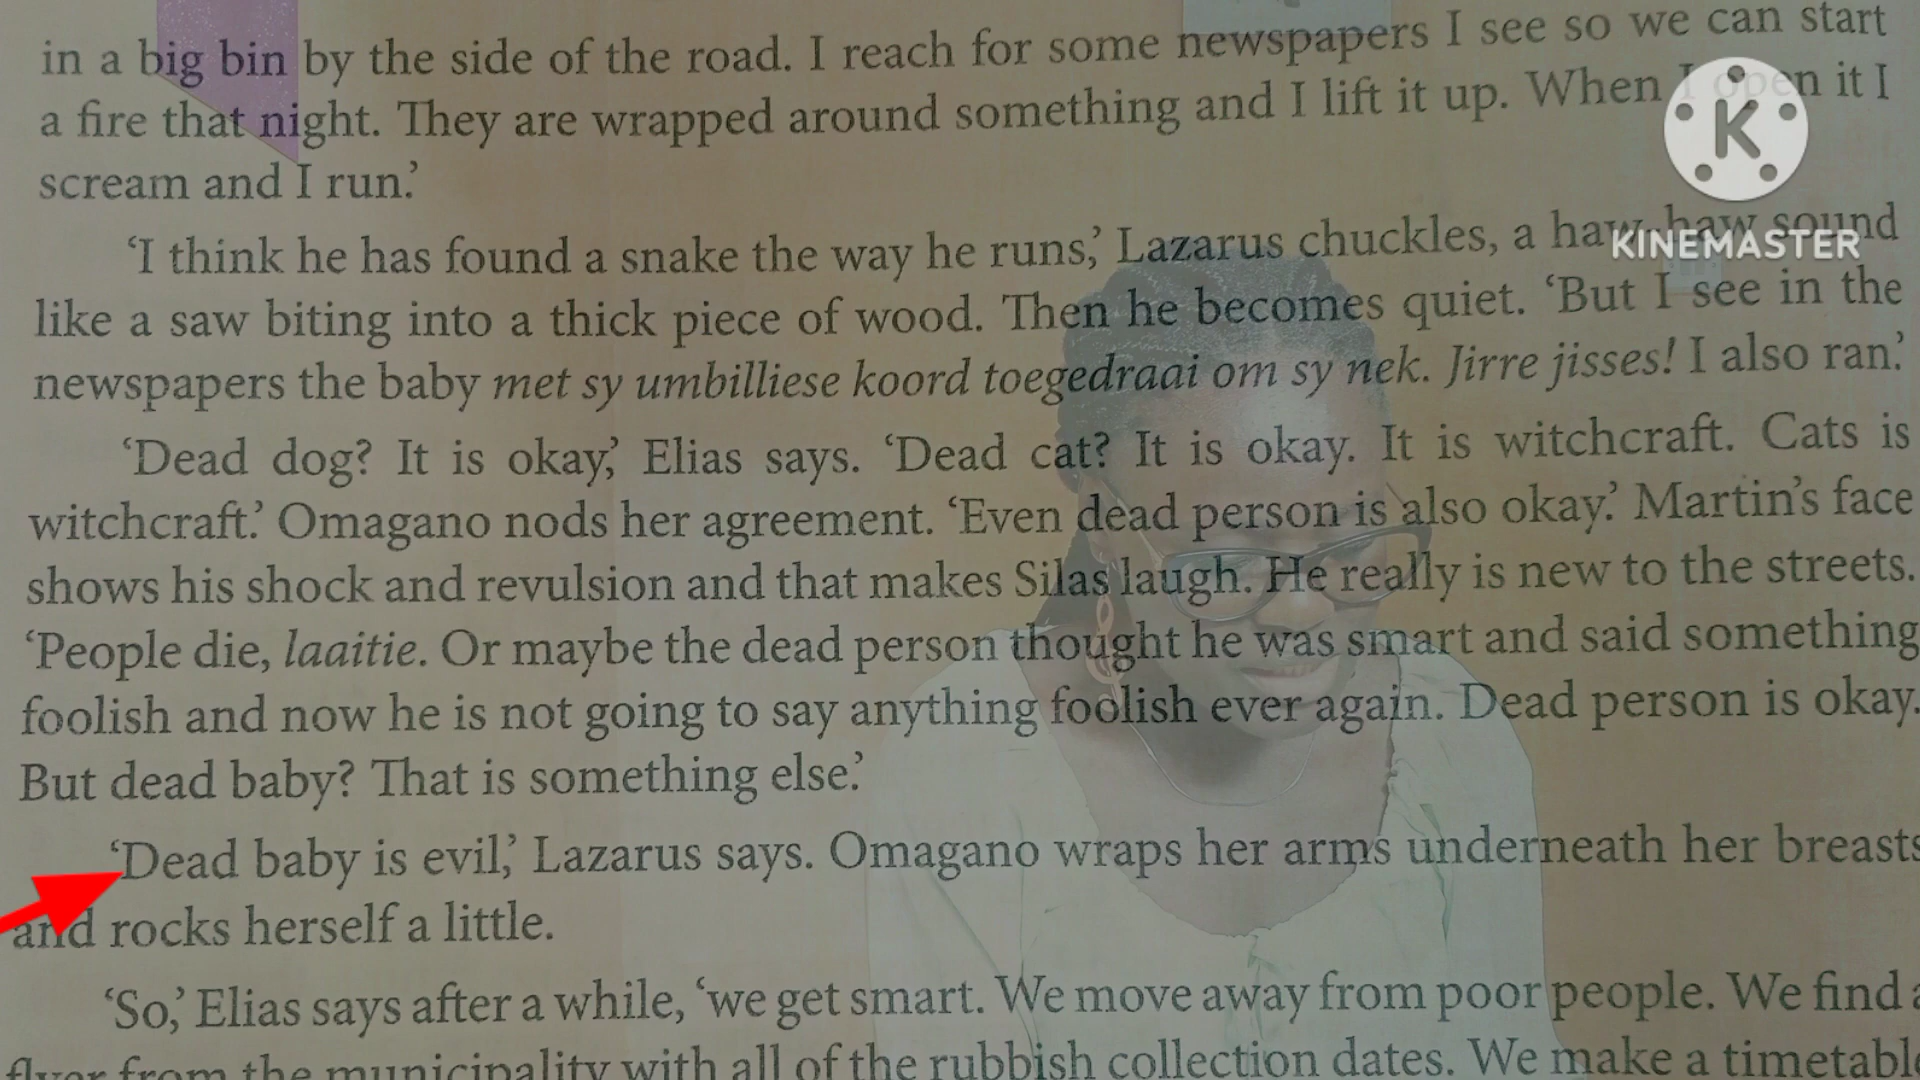 in a big bin by the side of the road. I reach for some newspapers I see so we can start
a fire that night. They are wrapped around something and I lift it up. When I open it I
scream and I run.’
‘I think he has found a snake the way he runs,’ Lazarus chuckles, a haw-haw sound
like a saw biting into a thick piece of wood. Then he becomes quiet. ‘But I see in the
newspapers the baby met sy umbilliese koord toegedraai om sy nek. Jirre jisses! I also ran.’
‘Dead dog? It is okay,’ Elias says. ‘Dead cat? It is okay. It is witchcraft. Cats is
witchcraft.’ Omagano nods her agreement. ‘Even dead person is also okay.’ Martin’s face
shows his shock and revulsion and that makes Silas laugh. He really is new to the streets.
‘People die, laaitie. Or maybe the dead person thought he was smart and said something
foolish and now he is not going to say anything foolish ever again. Dead person is okay.
But dead baby? That is something else.’
‘Dead baby is evil,’ Lazarus says. Omagano wraps her arms underneath her breasts
and rocks herself a little.
‘So,’ Elias says after a while, ‘we get smart. We move away from poor people. We find a
flyer from the municipality with all of the rubbish collection dates. We make a timetable
K
KINEMASTER